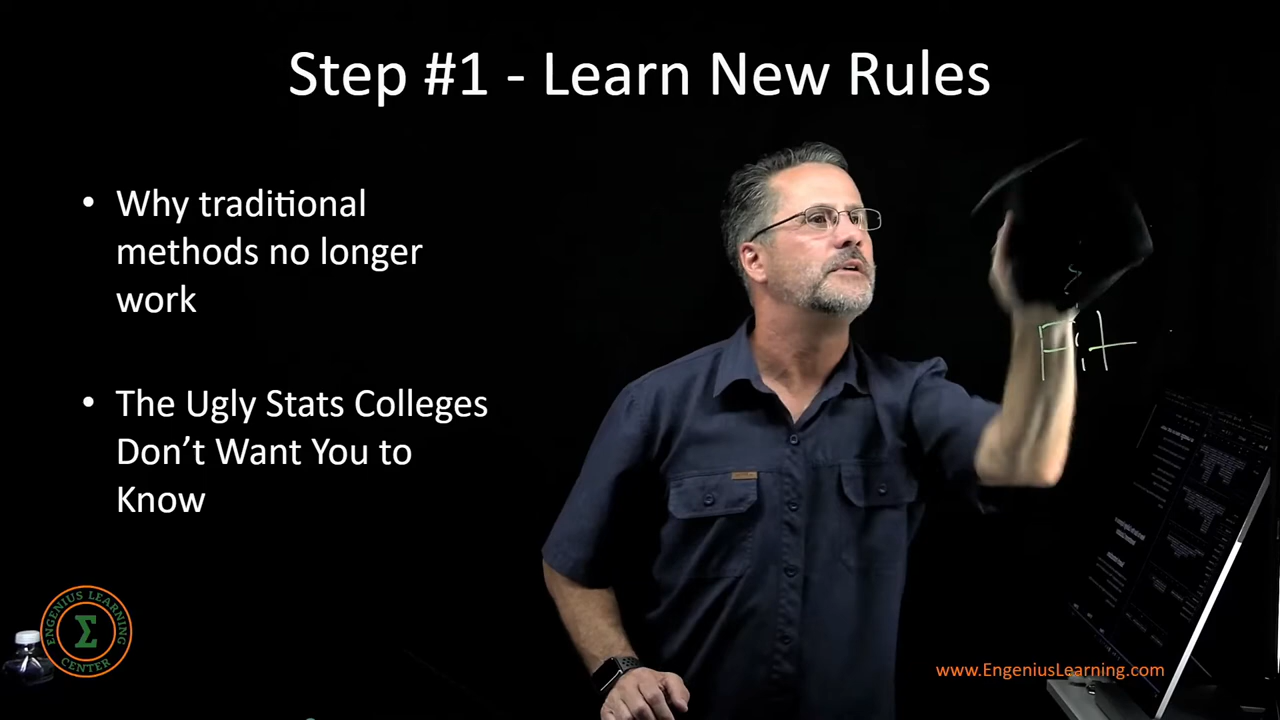 Step #1 - Learn New Rules
• Why traditional
methods no longer
work
• The Ugly Stats Colleges
Don’t Want You to
Know
Fit
ENGENIUS LEARNING
Σ
CENTER
www.EngeniusLearning.com